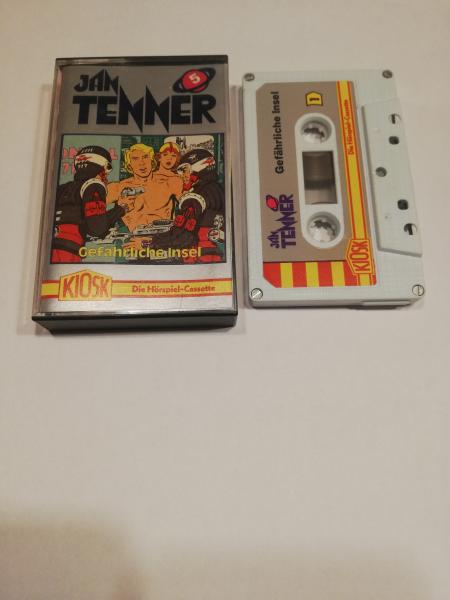 JAN
TENNER
5
Gefährliche Insel
KIOSK
Die Hörspiel-Cassette
JAN
TENNER
Gefährliche Insel
1
KIOSK
Die Hörspiel-Cassette